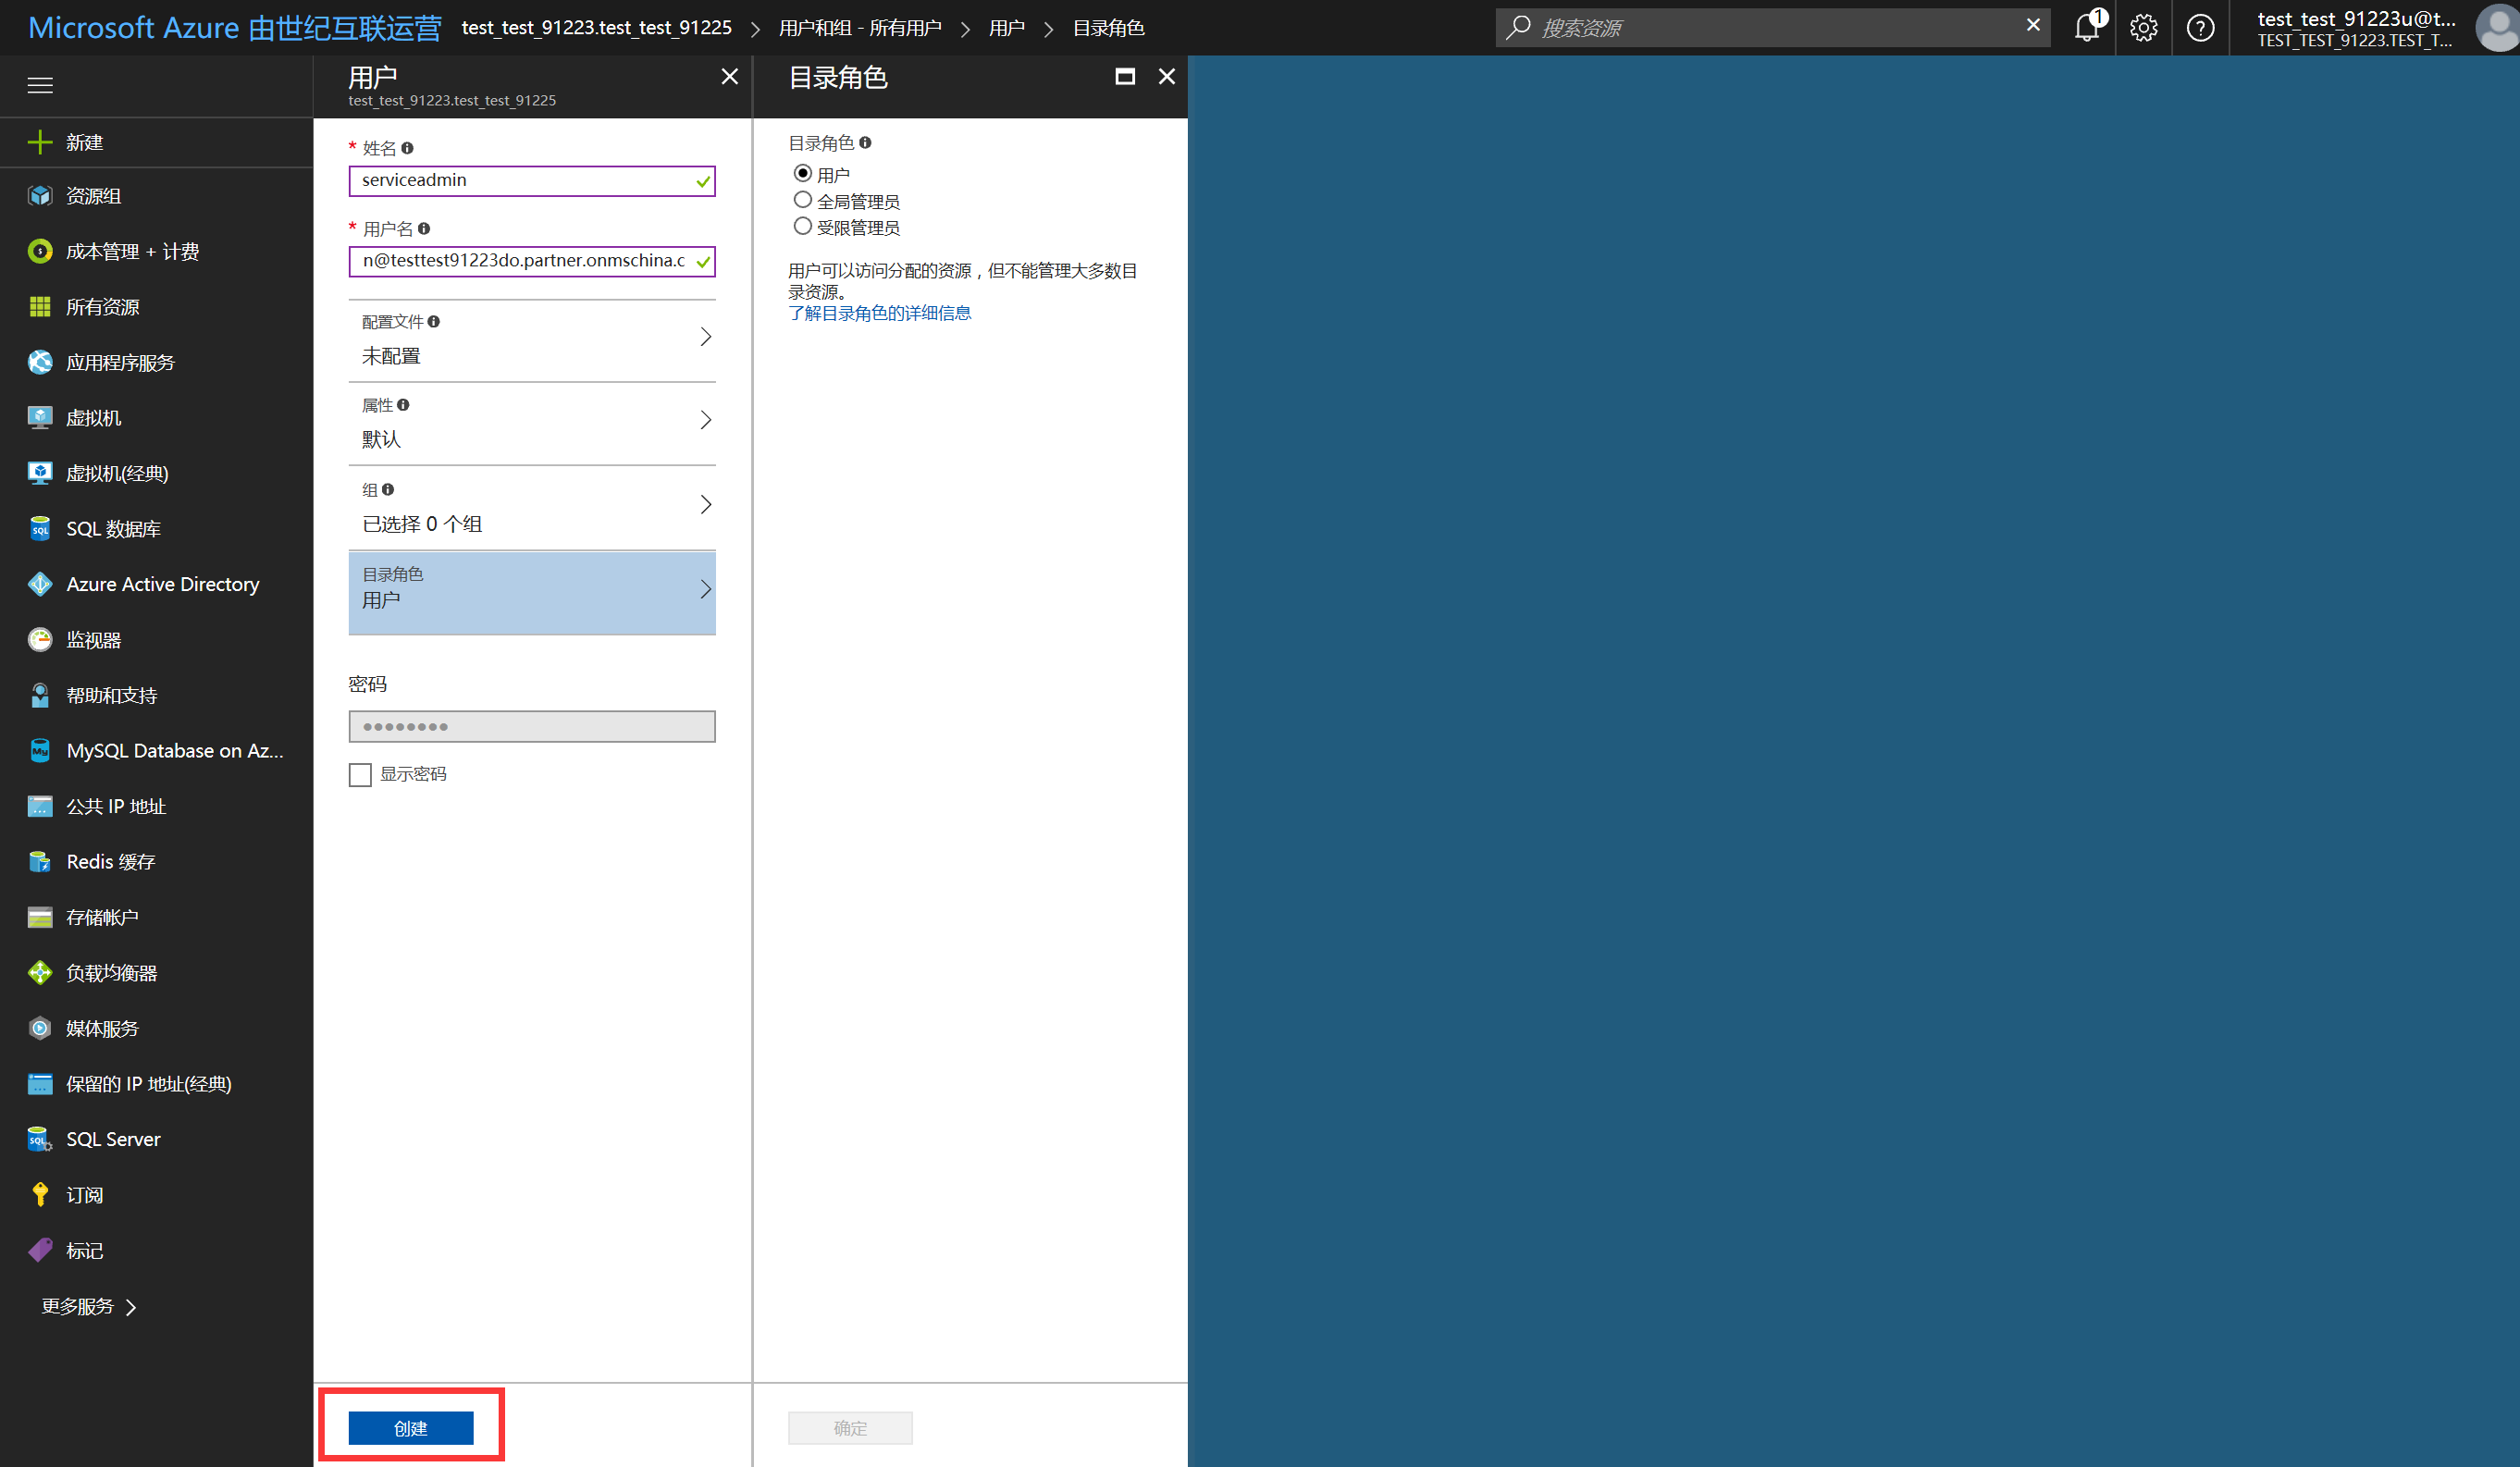 Microsoft Azure 由世纪互联运营
test_test_91223.test_test_91225 > 用户和组 - 所有用户 > 用户 > 目录角色
搜索资源
1
test_test_91223u@t...
TEST_TEST_91223.TEST_T...
新建
资源组
成本管理 + 计费
所有资源
应用程序服务
虚拟机
虚拟机(经典)
SQL 数据库
Azure Active Directory
监视器
帮助和支持
MySQL Database on Az...
公共 IP 地址
Redis 缓存
存储帐户
负载均衡器
媒体服务
保留的 IP 地址(经典)
SQL Server
订阅
标记
更多服务 >
用户
test_test_91223.test_test_91225
* 姓名
serviceadmin
* 用户名
n@testtest91223do.partner.onmschina.c
配置文件
未配置
属性
默认
组
已选择 0 个组
目录角色
用户
密码
●●●●●●●●
显示密码
创建
目录角色
目录角色
用户
全局管理员
受限管理员
用户可以访问分配的资源，但不能管理大多数目
录资源。
了解目录角色的详细信息
确定